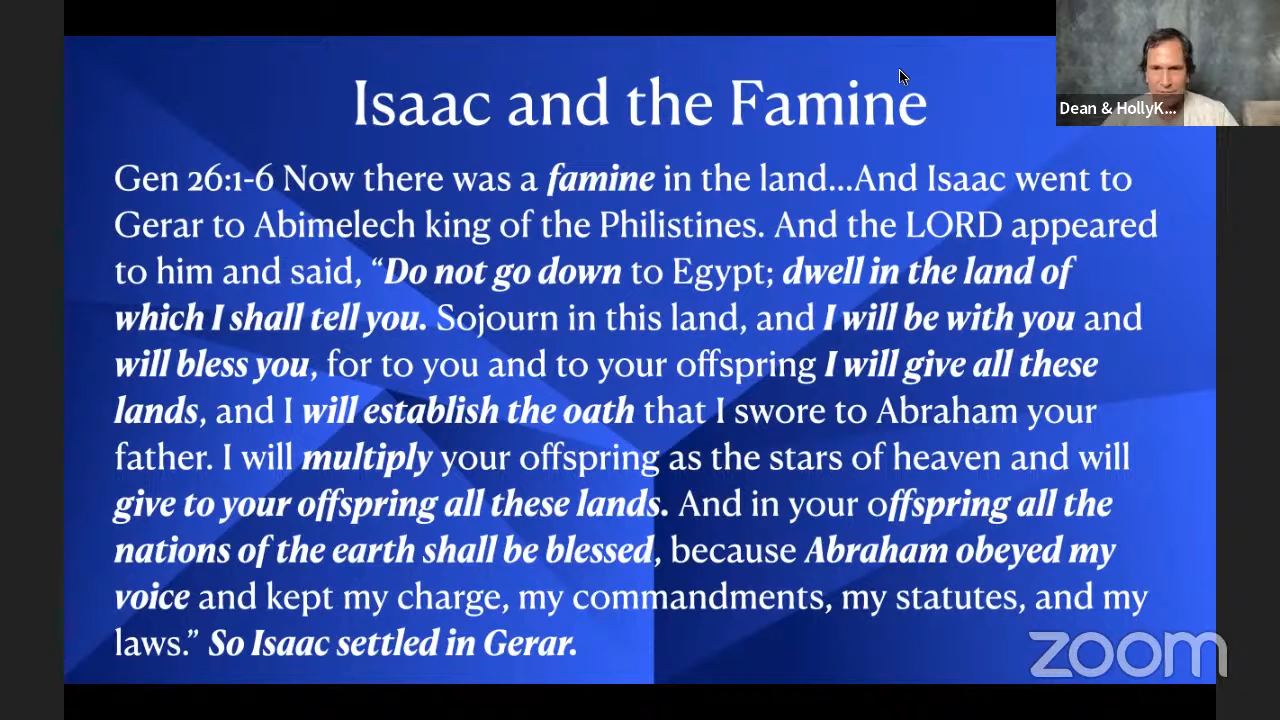 Isaac and the Famine
Dean & HollyK...
Gen 26:1-6 Now there was a famine in the land...And Isaac went to
Gerar to Abimelech king of the Philistines. And the LORD appeared
to him and said, “Do not go down to Egypt; dwell in the land of
which I shall tell you. Sojourn in this land, and I will be with you and
will bless you, for to you and to your offspring I will give all these
lands, and I will establish the oath that I swore to Abraham your
father. I will multiply your offspring as the stars of heaven and will
give to your offspring all these lands. And in your offspring all the
nations of the earth shall be blessed, because Abraham obeyed my
voice and kept my charge, my commandments, my statutes, and my
laws.” So Isaac settled in Gerar.
zoom